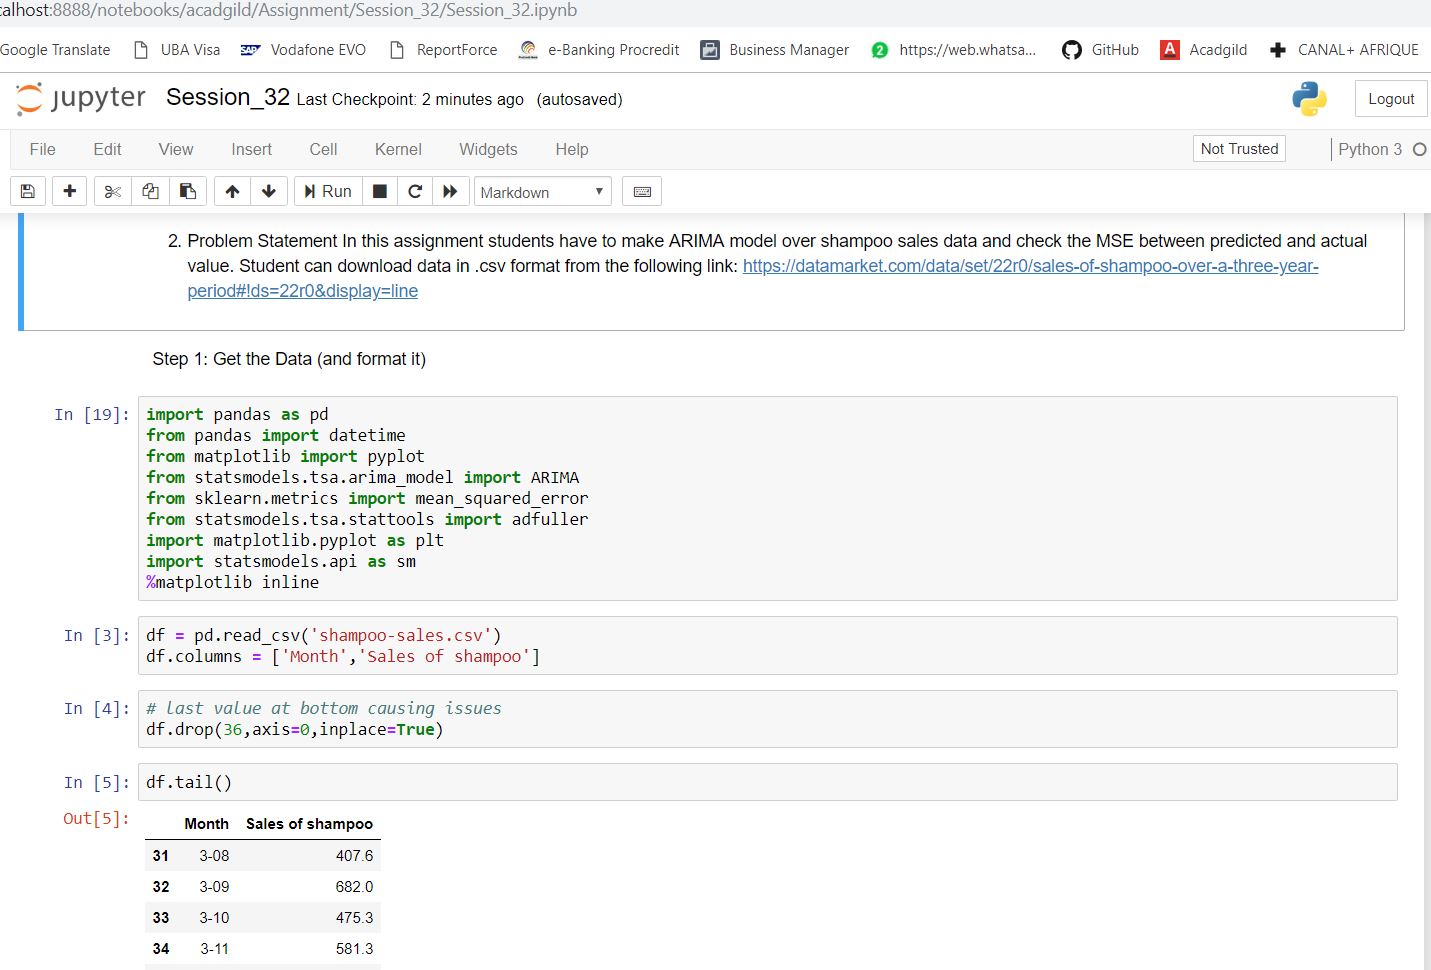 calhost:8888/notebooks/acadgild/Assignment/Session_32/Session_32.ipynb
Google Translate UBA Visa SAP Vodafone EVO ReportForce e-Banking Procredit Business Manager 2 https://web.whatsa... GitHub A Acadgild CANAL+ AFRIQUE
jupyter Session_32 Last Checkpoint: 2 minutes ago (autosaved) Logout
File Edit View Insert Cell Kernel Widgets Help Not Trusted Python 3
Run Markdown
2. Problem Statement In this assignment students have to make ARIMA model over shampoo sales data and check the MSE between predicted and actual
value. Student can download data in .csv format from the following link: https://datamarket.com/data/set/22r0/sales-of-shampoo-over-a-three-year-
period#!ds=22r0&display=line
Step 1: Get the Data (and format it)
In [19]: import pandas as pd
from pandas import datetime
from matplotlib import pyplot
from statsmodels.tsa.arima_model import ARIMA
from sklearn.metrics import mean_squared_error
from statsmodels.tsa.stattools import adfuller
import matplotlib.pyplot as plt
import statsmodels.api as sm
%matplotlib inline
In [3]: df = pd.read_csv('shampoo-sales.csv')
df.columns = ['Month','Sales of shampoo']
In [4]: # last value at bottom causing issues
df.drop(36,axis=0,inplace=True)
In [5]: df.tail()
Out[5]:
Month Sales of shampoo
31 3-08 407.6
32 3-09 682.0
33 3-10 475.3
34 3-11 581.3